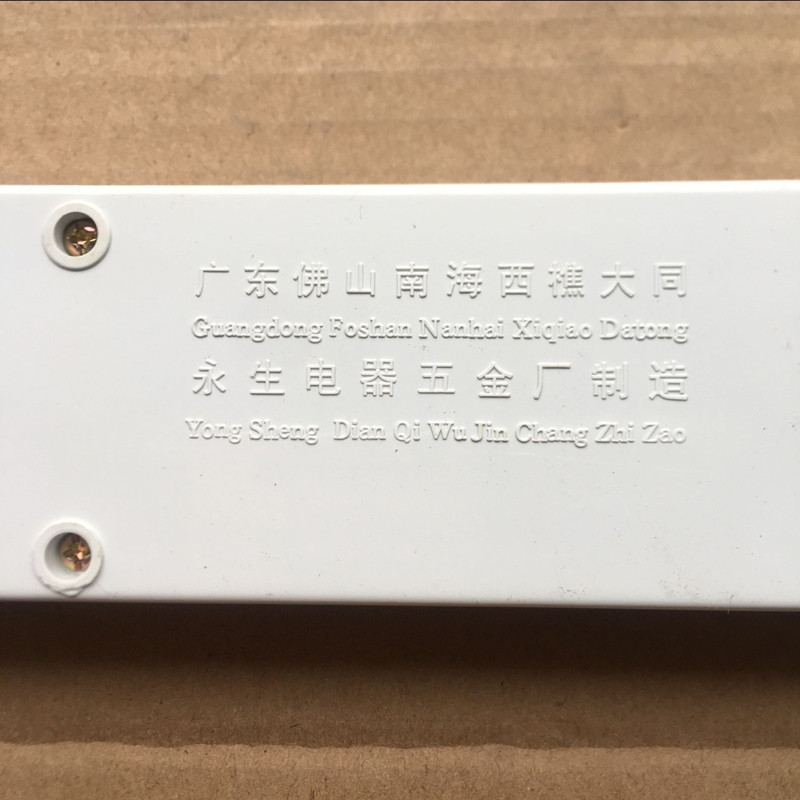 广东佛山南海西樵大同
Guangdong Foshan Nanhai Xiqiao Datong
永生电器五金厂制造
Yong Sheng Dian Qi Wu Jin Chang Zhi Zao